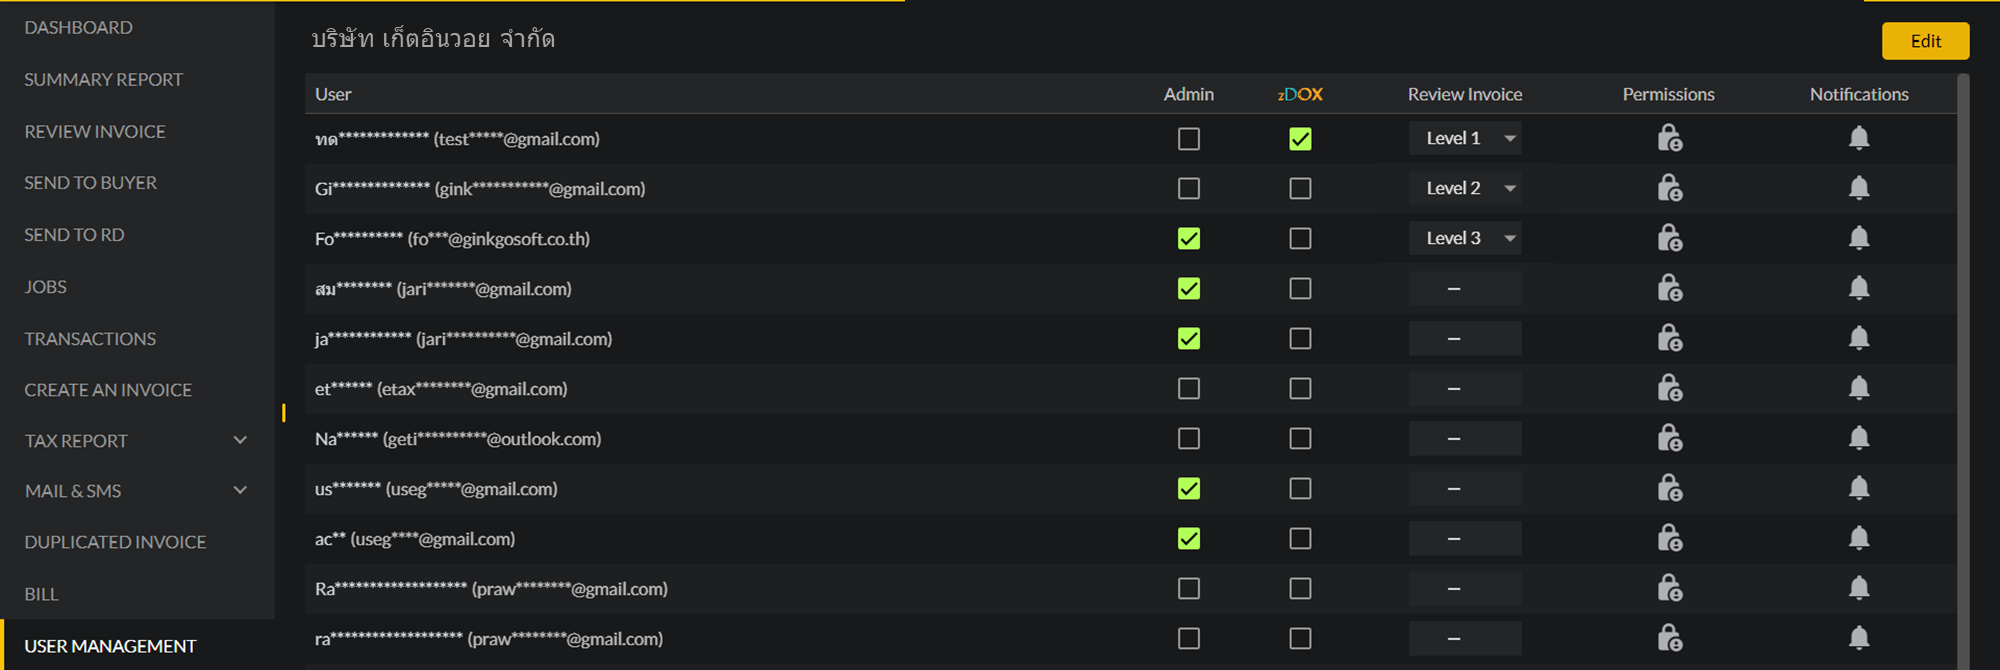 DASHBOARD
SUMMARY REPORT
REVIEW INVOICE
SEND TO BUYER
SEND TO RD
JOBS
TRANSACTIONS
CREATE AN INVOICE
TAX REPORT
MAIL & SMS
DUPLICATED INVOICE
BILL
USER MANAGEMENT
บริษัท เก็ตอินวอย จำกัด
Edit
User Admin zDOX Review Invoice Permissions Notifications
ทด************* (test*****@gmail.com) Level 1
Gi************** (gink***********@gmail.com) Level 2
Fo********** (fo***@ginkgosoft.co.th) Level 3
สม******** (jari*******@gmail.com) –
ja************ (jari**********@gmail.com) –
et****** (etax********@gmail.com) –
Na****** (geti**********@outlook.com) –
us******* (useg*****@gmail.com) –
ac** (useg****@gmail.com) –
Ra******************* (praw********@gmail.com) –
ra******************* (praw********@gmail.com) –